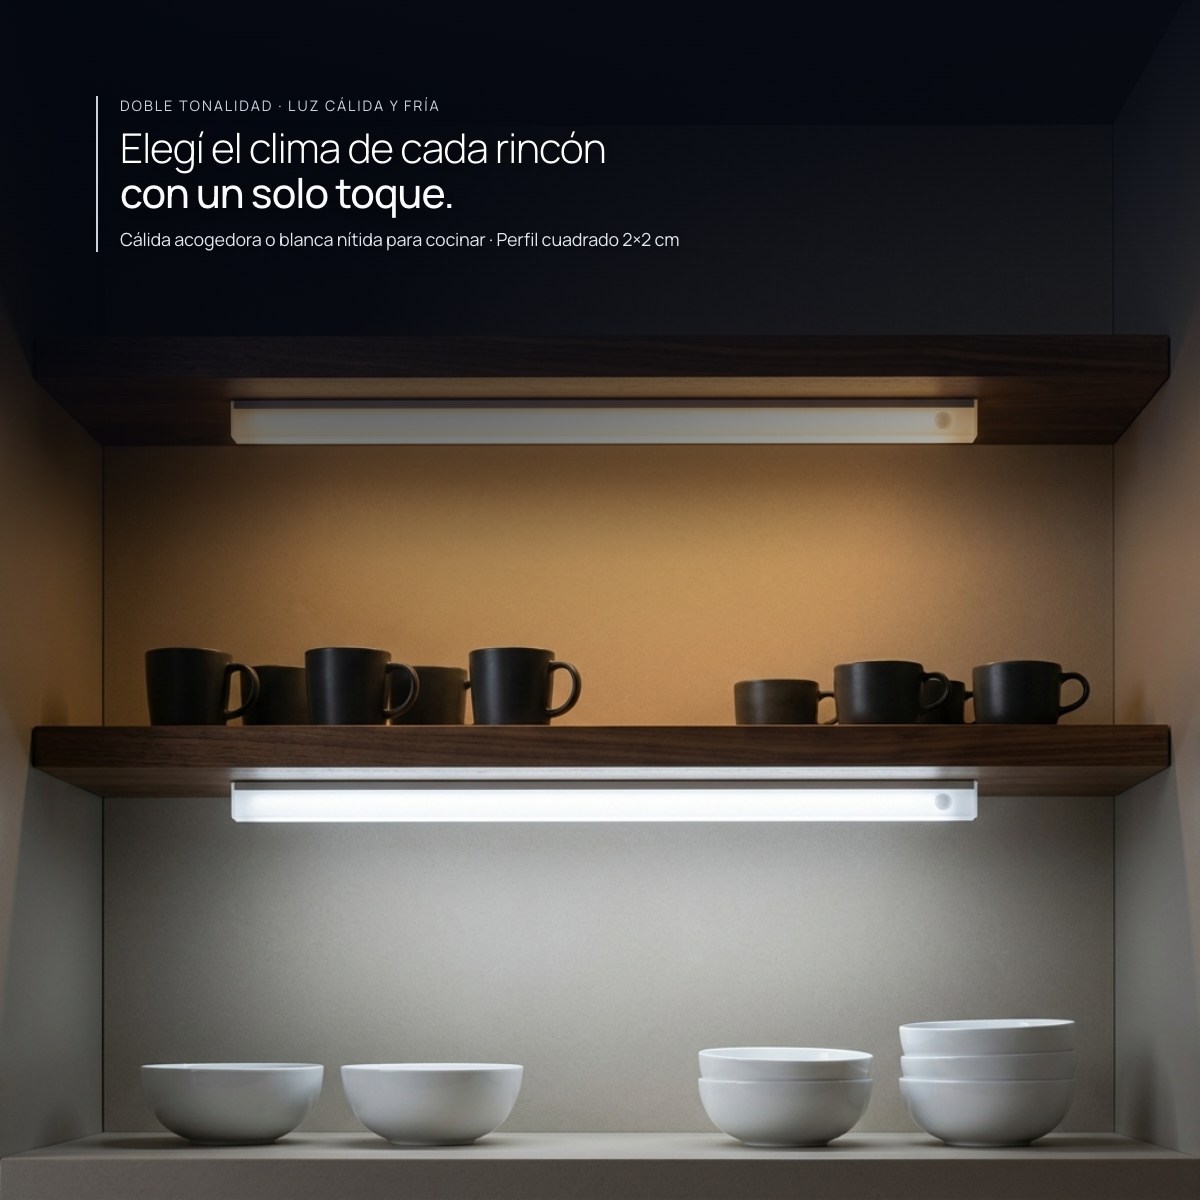 DOBLE TONALIDAD · LUZ CÁLIDA Y FRÍA
Elegí el clima de cada rincón
con un solo toque.
Cálida acogedora o blanca nítida para cocinar · Perfil cuadrado 2×2 cm